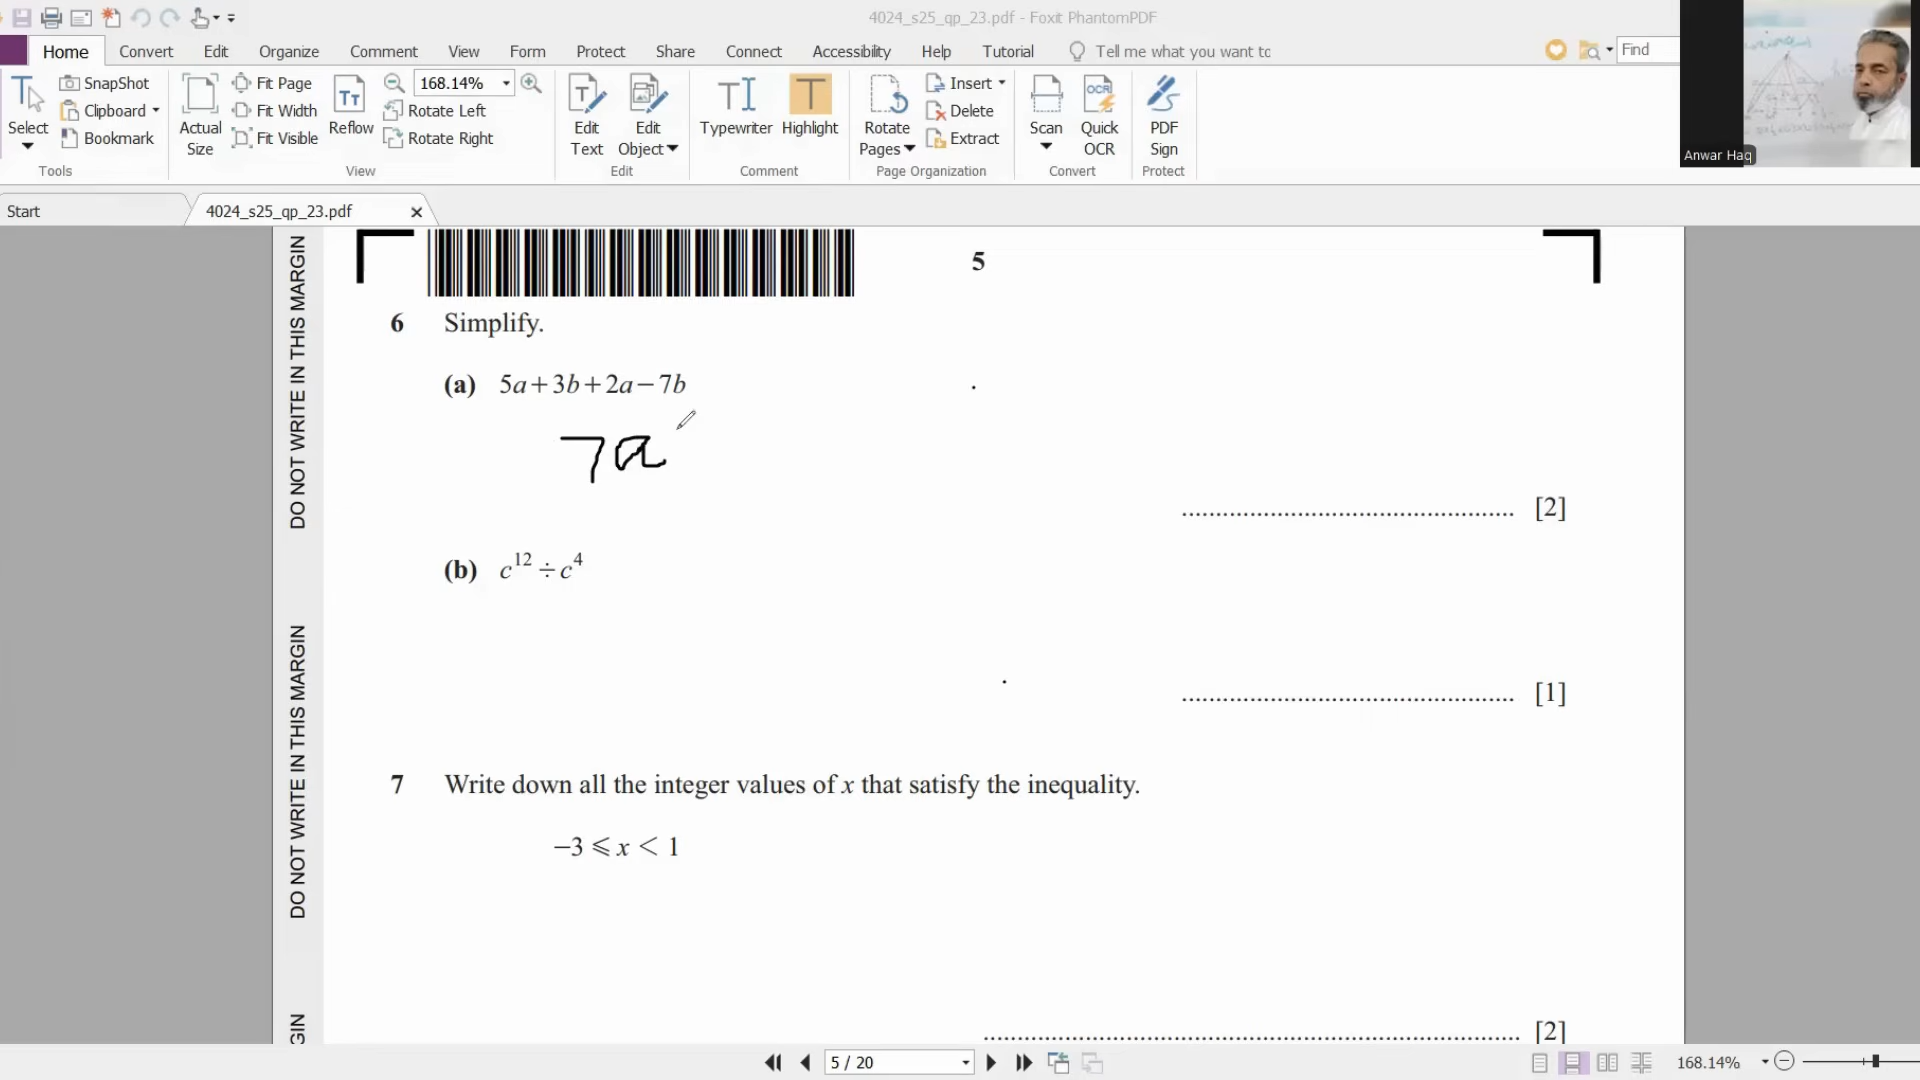 4024_s25_qp_23.pdf - Foxit PhantomPDF
Home Convert Edit Organize Comment View Form Protect Share Connect Accessibility Help Tutorial Tell me what you want to Find
Select
SnapShot
Clipboard
Bookmark
Tools
Actual Size
Fit Page
Fit Width
Fit Visible
Reflow
168.14%
Rotate Left
Rotate Right
View
Edit Text
Edit Object
Edit
Typewriter
Highlight
Comment
Rotate Pages
Insert
Delete
Extract
Page Organization
Scan
Quick OCR
Convert
PDF Sign
Protect
Anwar Haq
Start
4024_s25_qp_23.pdf
DO NOT WRITE IN THIS MARGIN
5
6 Simplify.
(a) 5a + 3b + 2a − 7b
7a
.............................................. [2]
(b) c¹² ÷ c⁴
.............................................. [1]
DO NOT WRITE IN THIS MARGIN
7 Write down all the integer values of x that satisfy the inequality.
−3 ⩽ x < 1
.......................................................................... [2]
GIN
5 / 20
168.14%